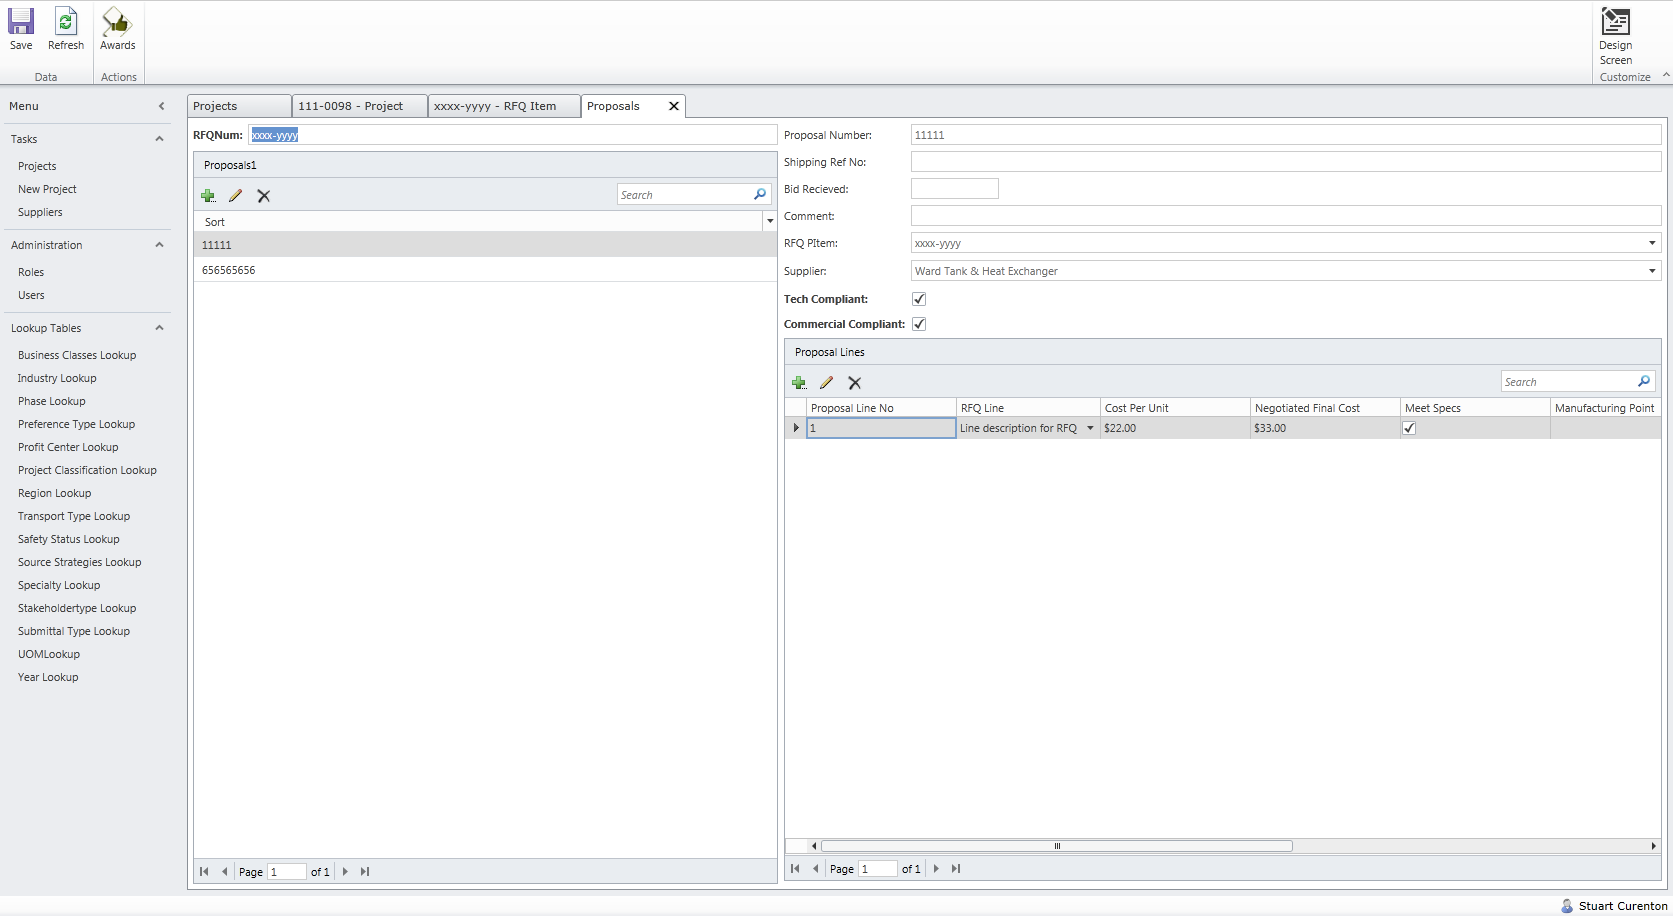 Save Refresh Awards
Data Actions
Design
Screen
Customize
Menu
Tasks
Projects
New Project
Suppliers
Administration
Roles
Users
Lookup Tables
Business Classes Lookup
Industry Lookup
Phase Lookup
Preference Type Lookup
Profit Center Lookup
Project Classification Lookup
Region Lookup
Transport Type Lookup
Safety Status Lookup
Source Strategies Lookup
Specialty Lookup
Stakeholdertype Lookup
Submittal Type Lookup
UOMLookup
Year Lookup
Projects 111-0098 - Project xxxx-yyyy - RFQ Item Proposals
RFQNum: xxxx-yyyy
Proposals1
Search
Sort
11111
656565656
Page 1 of 1
Proposal Number: 11111
Shipping Ref No:
Bid Recieved:
Comment:
RFQ PItem: xxxx-yyyy
Supplier: Ward Tank & Heat Exchanger
Tech Compliant:
Commercial Compliant:
Proposal Lines
Search
Proposal Line No RFQ Line Cost Per Unit Negotiated Final Cost Meet Specs Manufacturing Point
1 Line description for RFQ $22.00 $33.00
Page 1 of 1
Stuart Curenton